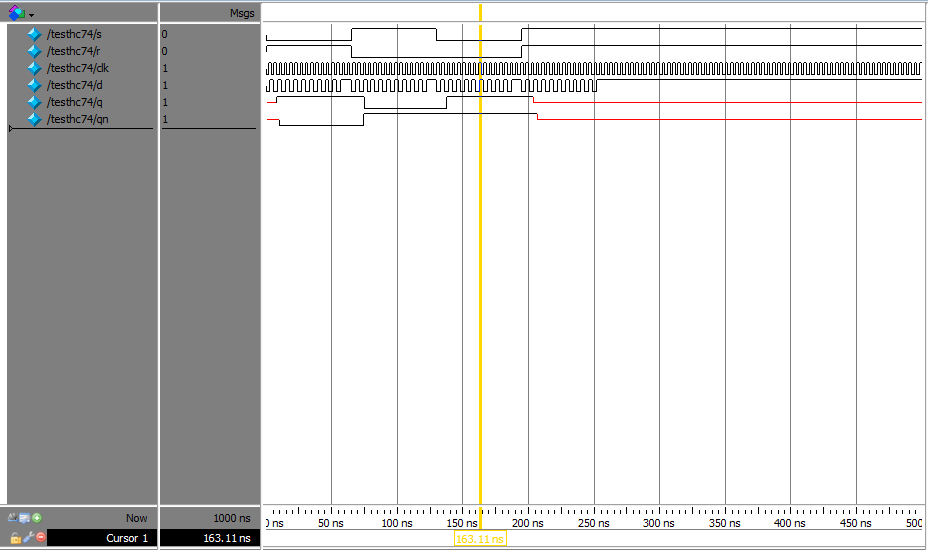 Msgs
/testhc74/s 0
/testhc74/r 0
/testhc74/clk 1
/testhc74/d 1
/testhc74/q 1
/testhc74/qn 1
Now 1000 ns
) ns 50 ns 100 ns 150 ns 200 ns 250 ns 300 ns 350 ns 400 ns 450 ns 500
Cursor 1 163.11 ns 163.11 ns